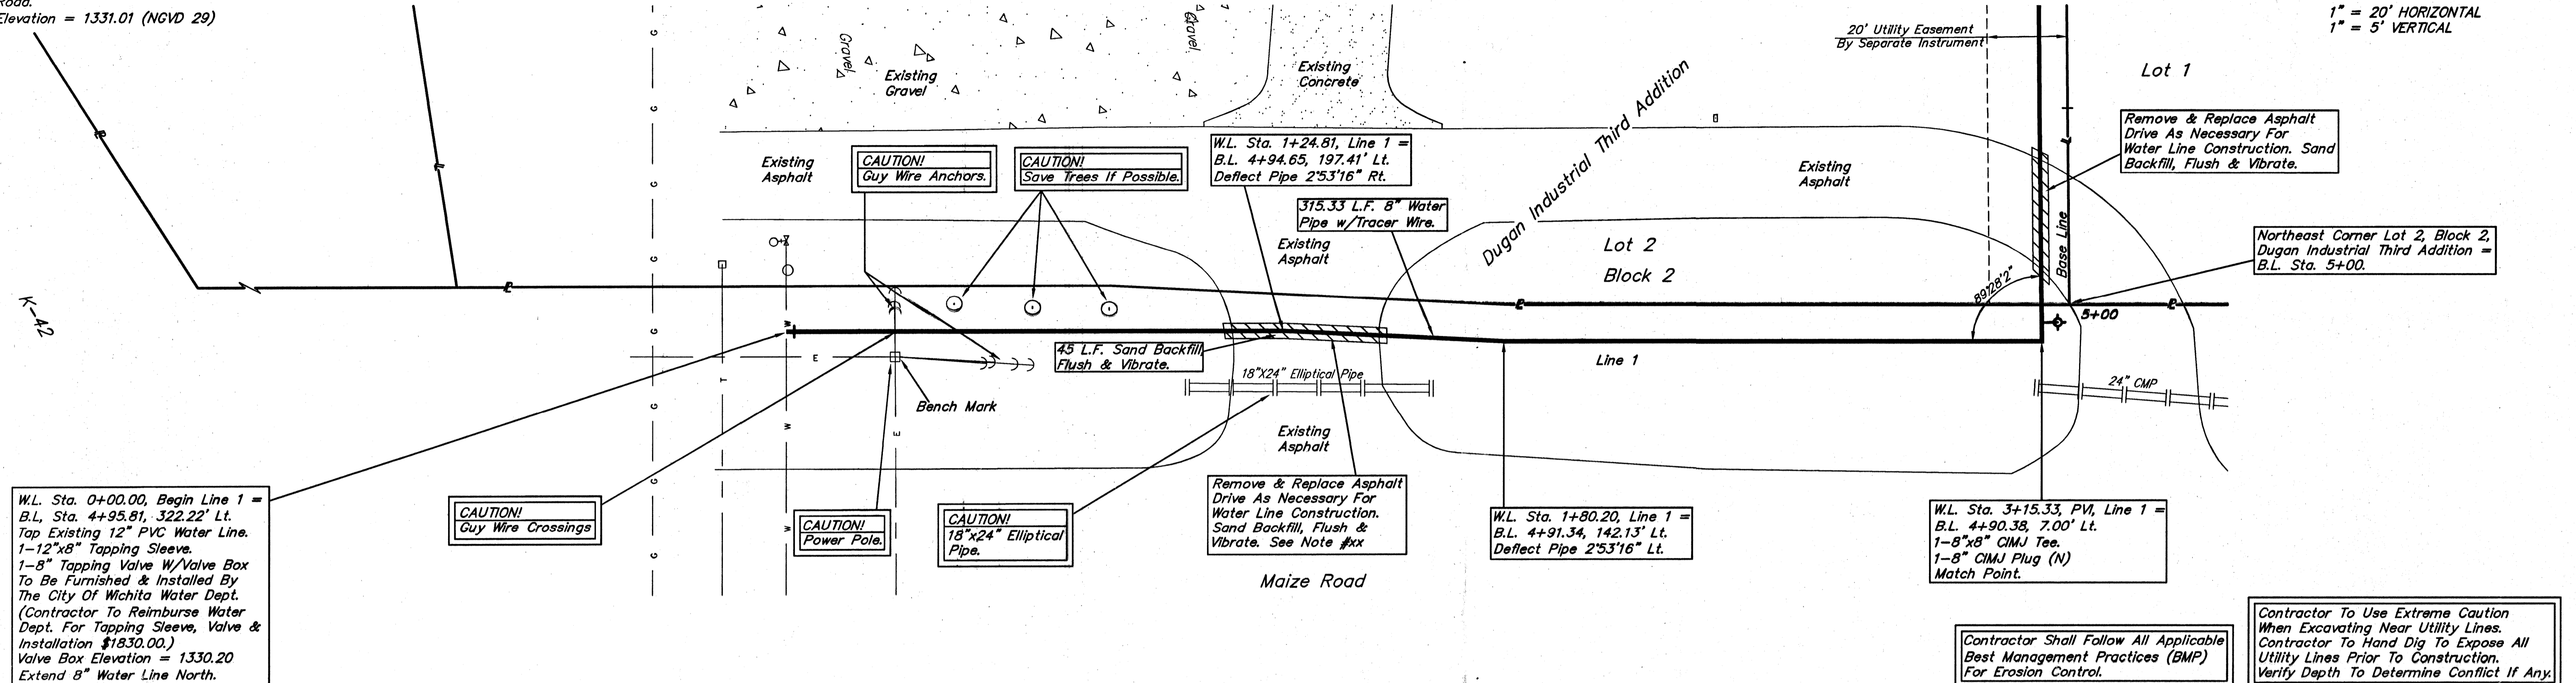 Road.
Elevation = 1331.01 (NGVD 29)
1" = 20' HORIZONTAL
1" = 5' VERTICAL
20' Utility Easement
By Separate Instrument
Lot 1
Gravel
Gravel
Existing
Gravel
Existing
Concrete
Dugan Industrial Third Addition
Remove & Replace Asphalt
Drive As Necessary For
Water Line Construction. Sand
Backfill, Flush & Vibrate.
Existing
Asphalt
CAUTION!
Guy Wire Anchors.
CAUTION!
Save Trees If Possible.
W.L. Sta. 1+24.81, Line 1 =
B.L. 4+94.65, 197.41' Lt.
Deflect Pipe 2°53'16" Rt.
Existing
Asphalt
315.33 L.F. 8" Water
Pipe w/Tracer Wire.
Existing
Asphalt
Lot 2
Block 2
Base Line
Northeast Corner Lot 2, Block 2,
Dugan Industrial Third Addition =
B.L. Sta. 5+00.
89°28'2"
5+00
K-42
G
G
G
G
G
G
G
G
G
G
G
T
W
W
W
E
E
45 L.F. Sand Backfill,
Flush & Vibrate.
Line 1
18"X24" Elliptical Pipe
24" CMP
Bench Mark
Existing
Asphalt
W.L. Sta. 0+00.00, Begin Line 1 =
B.L, Sta. 4+95.81, 322.22' Lt.
Tap Existing 12" PVC Water Line.
1-12"x8" Tapping Sleeve.
1-8" Tapping Valve W/Valve Box
To Be Furnished & Installed By
The City Of Wichita Water Dept.
(Contractor To Reimburse Water
Dept. For Tapping Sleeve, Valve &
Installation $1830.00.)
Valve Box Elevation = 1330.20
Extend 8" Water Line North.
CAUTION!
Guy Wire Crossings
CAUTION!
Power Pole.
CAUTION!
18"x24" Elliptical
Pipe.
Remove & Replace Asphalt
Drive As Necessary For
Water Line Construction.
Sand Backfill, Flush &
Vibrate. See Note #xx
W.L. Sta. 1+80.20, Line 1 =
B.L. 4+91.34, 142.13' Lt.
Deflect Pipe 2°53'16" Lt.
W.L. Sta. 3+15.33, PVI, Line 1 =
B.L. 4+90.38, 7.00' Lt.
1-8"x8" CIMJ Tee.
1-8" CIMJ Plug (N)
Match Point.
Maize Road
Contractor Shall Follow All Applicable
Best Management Practices (BMP)
For Erosion Control.
Contractor To Use Extreme Caution
When Excavating Near Utility Lines.
Contractor To Hand Dig To Expose All
Utility Lines Prior To Construction.
Verify Depth To Determine Conflict If Any.